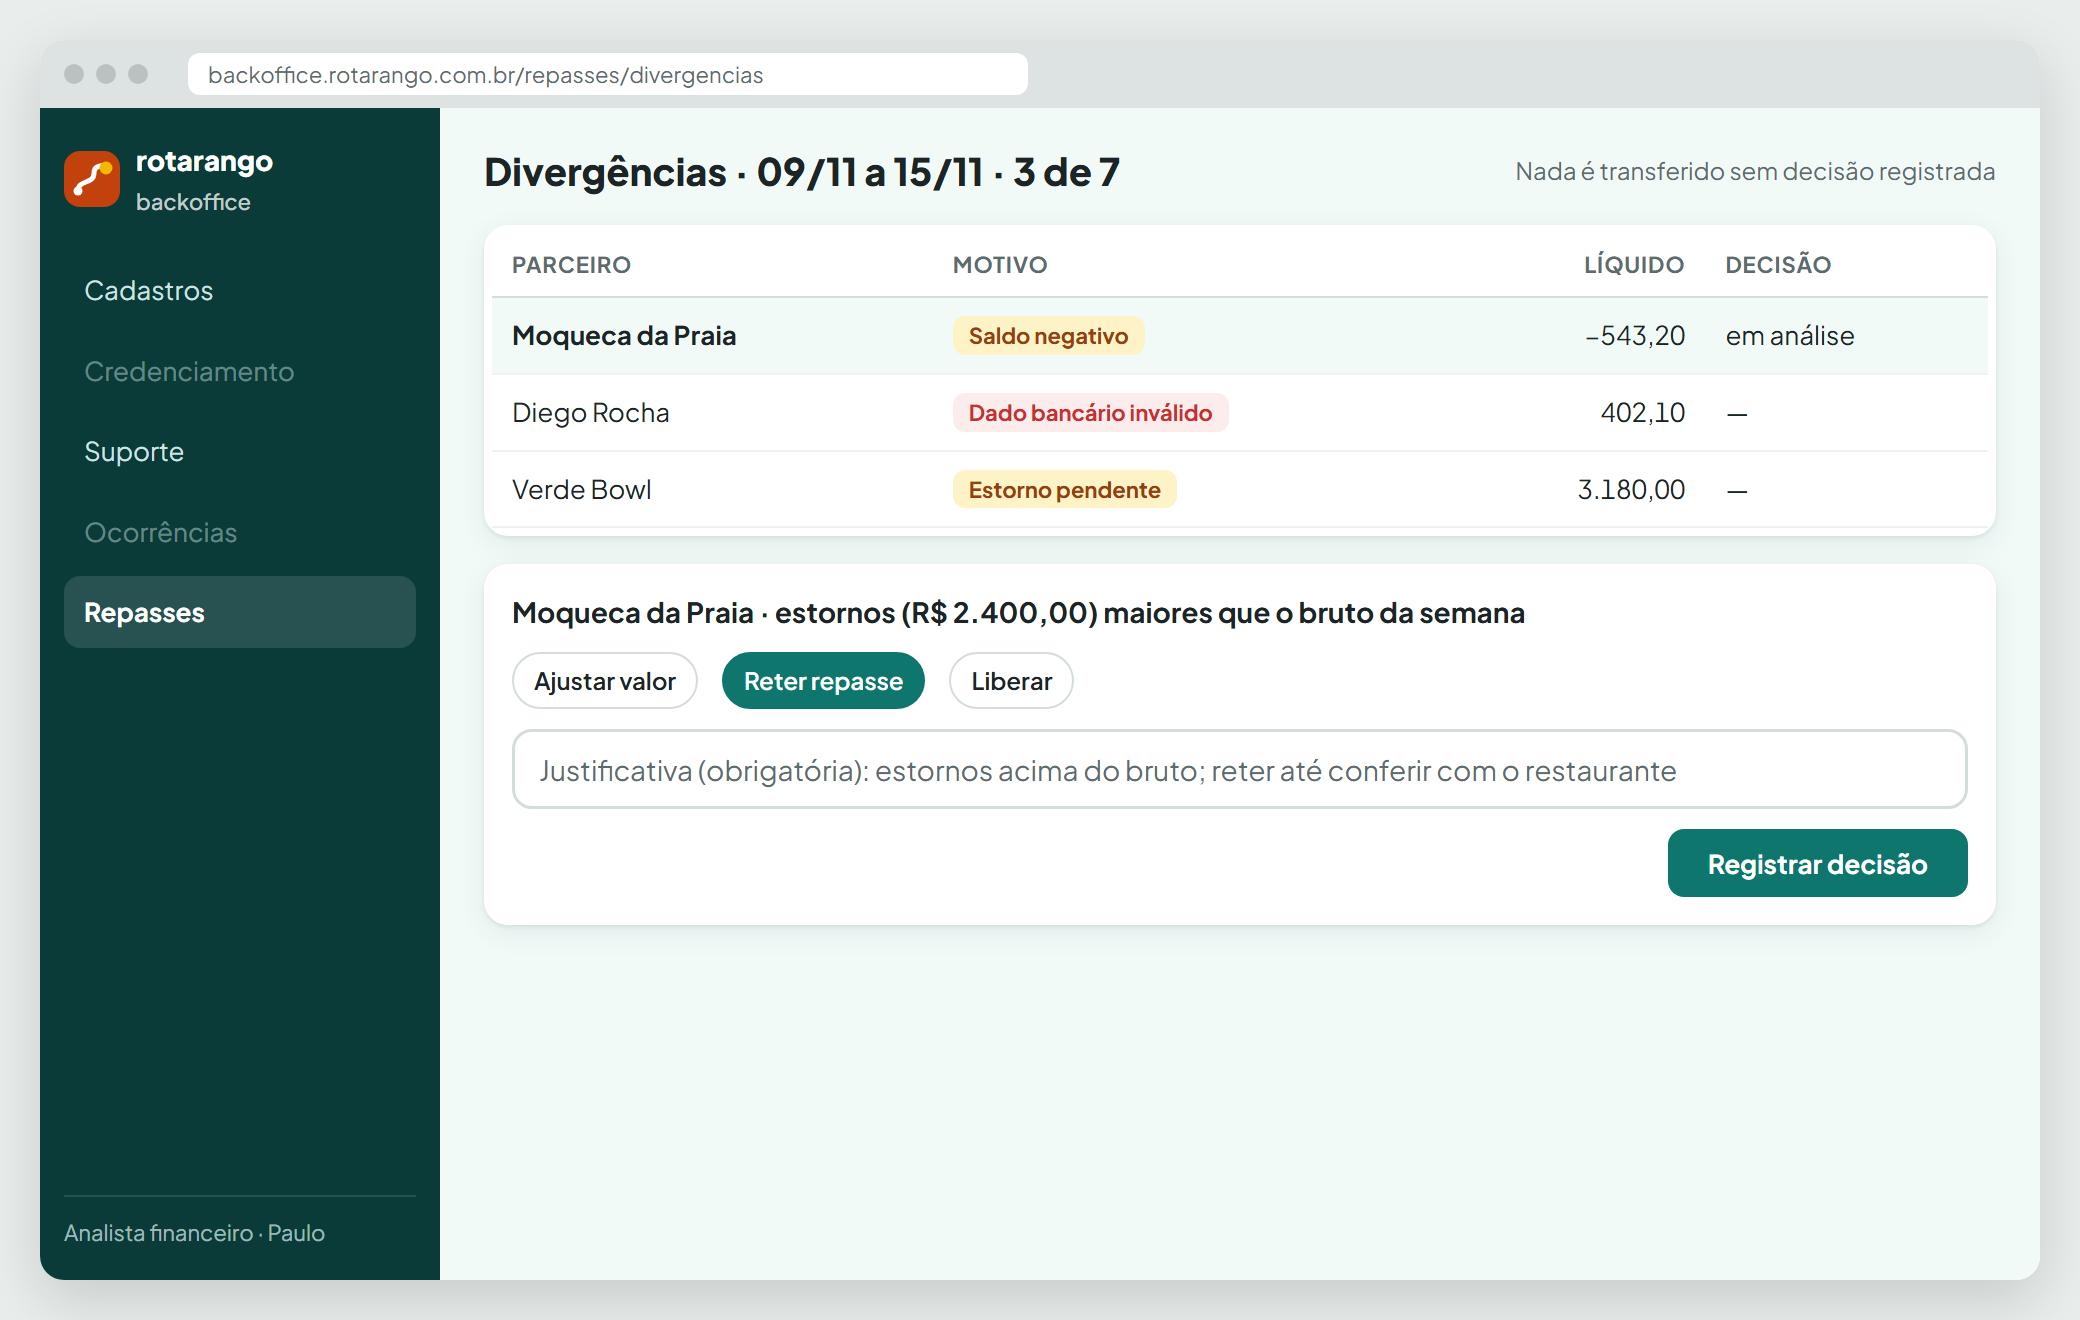 backoffice.rotarango.com.br/repasses/divergencias
rotarango
backoffice
Cadastros
Credenciamento
Suporte
Ocorrências
Repasses
Analista financeiro · Paulo
Divergências · 09/11 a 15/11 · 3 de 7
Nada é transferido sem decisão registrada
PARCEIRO MOTIVO LÍQUIDO DECISÃO
Moqueca da Praia Saldo negativo −543,20 em análise
Diego Rocha Dado bancário inválido 402,10 —
Verde Bowl Estorno pendente 3.180,00 —
Moqueca da Praia · estornos (R$ 2.400,00) maiores que o bruto da semana
Ajustar valor Reter repasse Liberar
Justificativa (obrigatória): estornos acima do bruto; reter até conferir com o restaurante
Registrar decisão